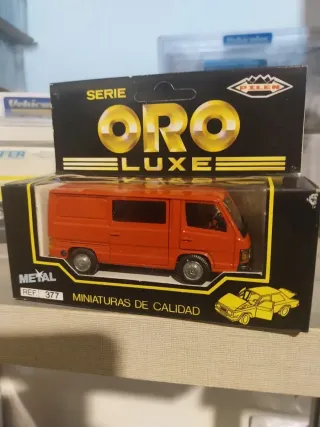 SERIE
PILEN
ORO
LUXE
METAL
REF. 377
MINIATURAS DE CALIDAD